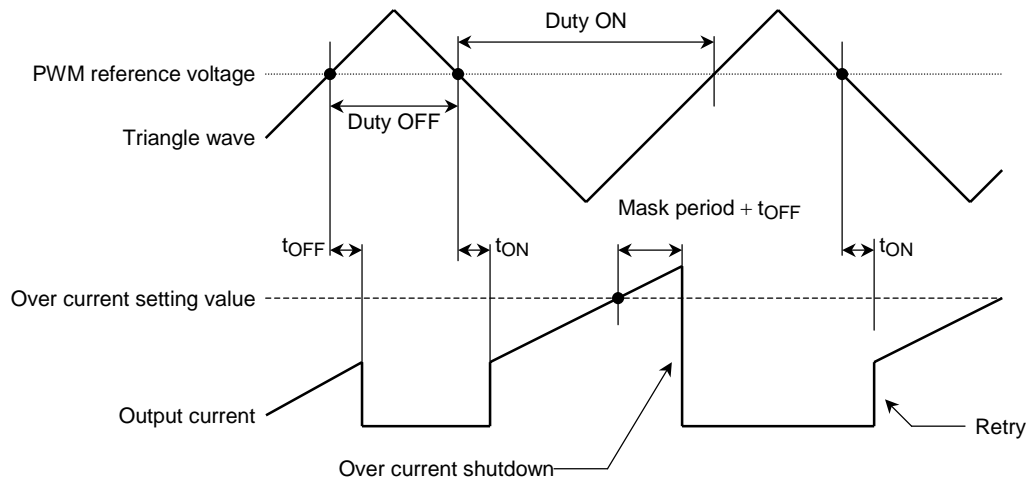 Duty ON
PWM reference voltage
Duty OFF
Triangle wave
Mask period + tOFF
tOFF
tON
tON
Over current setting value
Output current
Retry
Over current shutdown